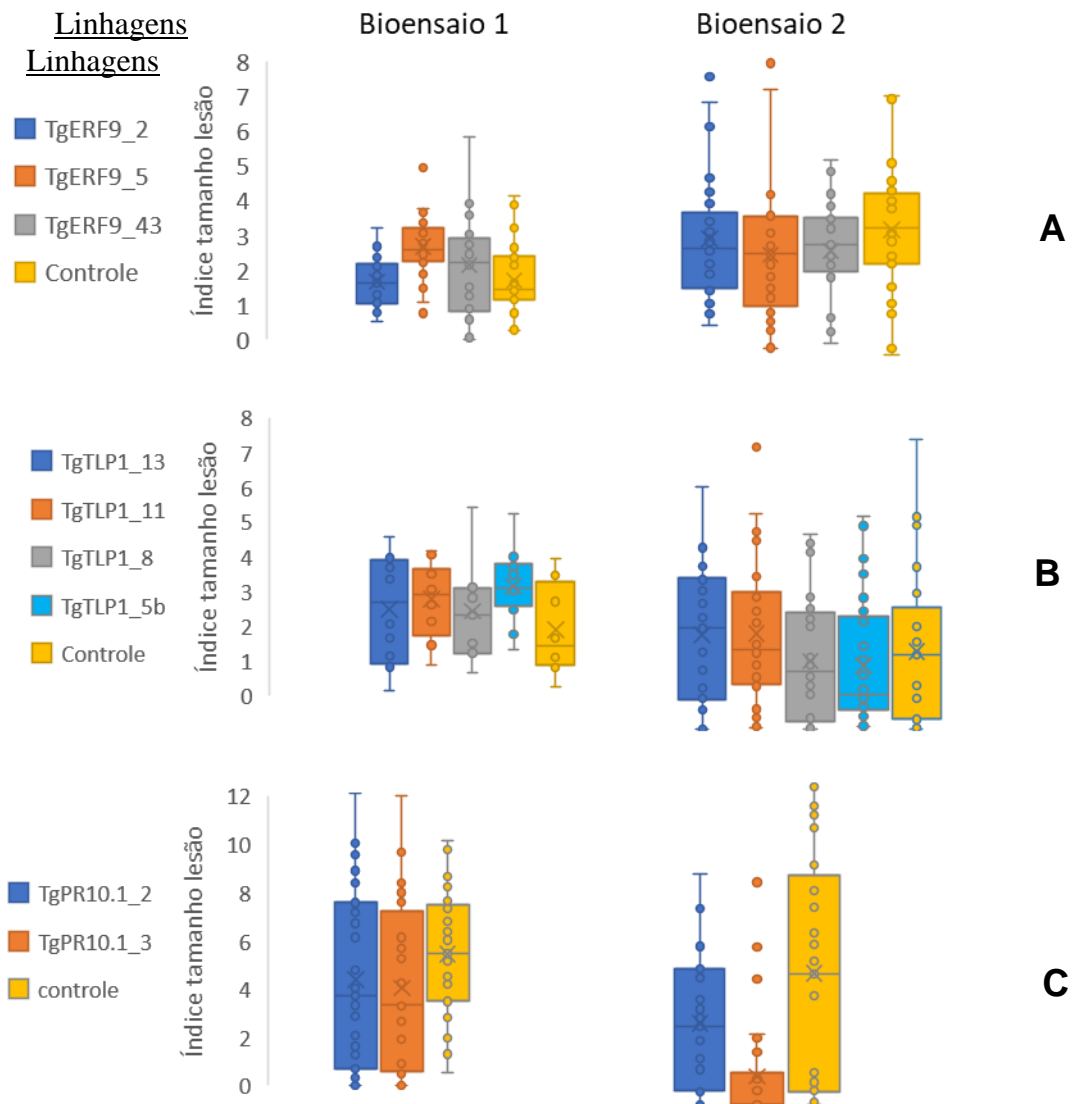 Linhagens
Linhagens
Bioensaio 1
Bioensaio 2
TgERF9_2
TgERF9_5
TgERF9_43
Controle
Índice tamanho lesão
8
7
6
5
4
3
2
1
0
A
TgTLP1_13
TgTLP1_11
TgTLP1_8
TgTLP1_5b
Controle
Índice tamanho lesão
8
7
6
5
4
3
2
1
0
B
TgPR10.1_2
TgPR10.1_3
controle
Índice tamanho lesão
12
10
8
6
4
2
0
C